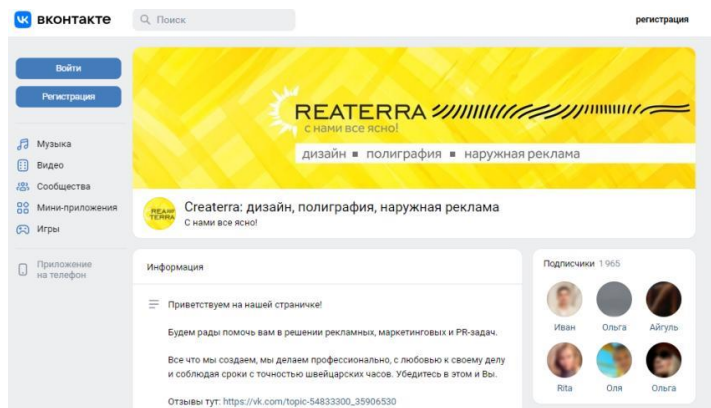 вконтакте
Поиск
регистрация
Войти
Регистрация
Музыка
Видео
Сообщества
Мини-приложения
Игры
Приложение
на телефон
REATERRA
с нами все ясно!
дизайн ▪ полиграфия ▪ наружная реклама
REATERRA
Createrra: дизайн, полиграфия, наружная реклама
С нами все ясно!
Информация
Приветствуем на нашей страничке!
Будем рады помочь вам в решении рекламных, маркетинговых и PR-задач.
Все что мы создаем, мы делаем профессионально, с любовью к своему делу
и соблюдая сроки с точностью швейцарских часов. Убедитесь в этом и Вы.
Отзывы тут: https://vk.com/topic-54833300_35906530
Подписчики 1 965
Иван Ольга Айгуль
Rita Оля Ольга